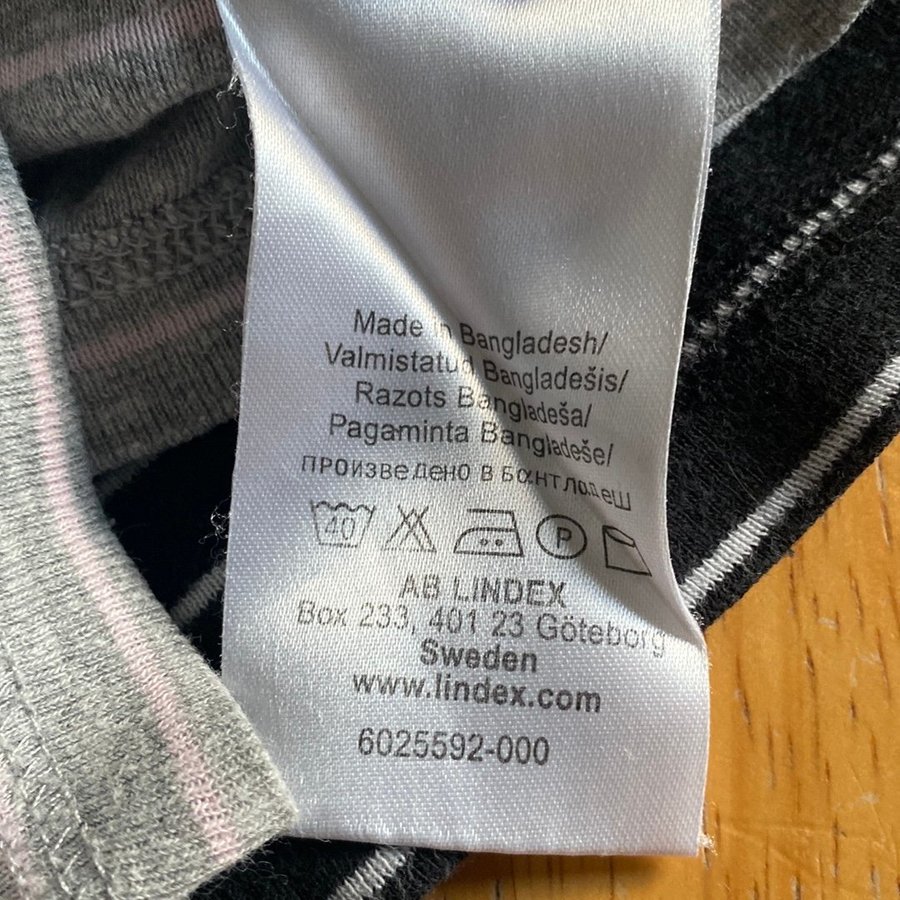 Made in Bangladesh/
Valmistatud Bangladešis/
Razots Bangladeša/
Pagaminta Bangladeše/
произведено в Бангладеш
40 P
AB LINDEX
Box 233, 401 23 Göteborg
Sweden
www.lindex.com
6025592-000